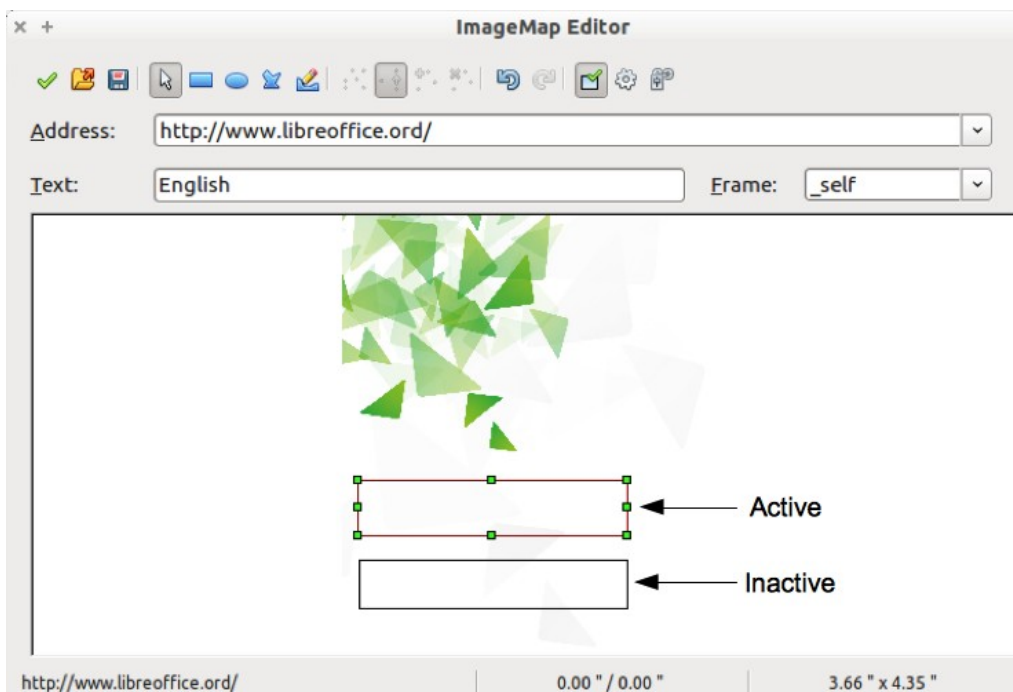 ImageMap Editor
Address: http://www.libreoffice.ord/
Text: English Frame: _self
Active
Inactive
http://www.libreoffice.ord/ 0.00 " / 0.00 " 3.66 " x 4.35 "